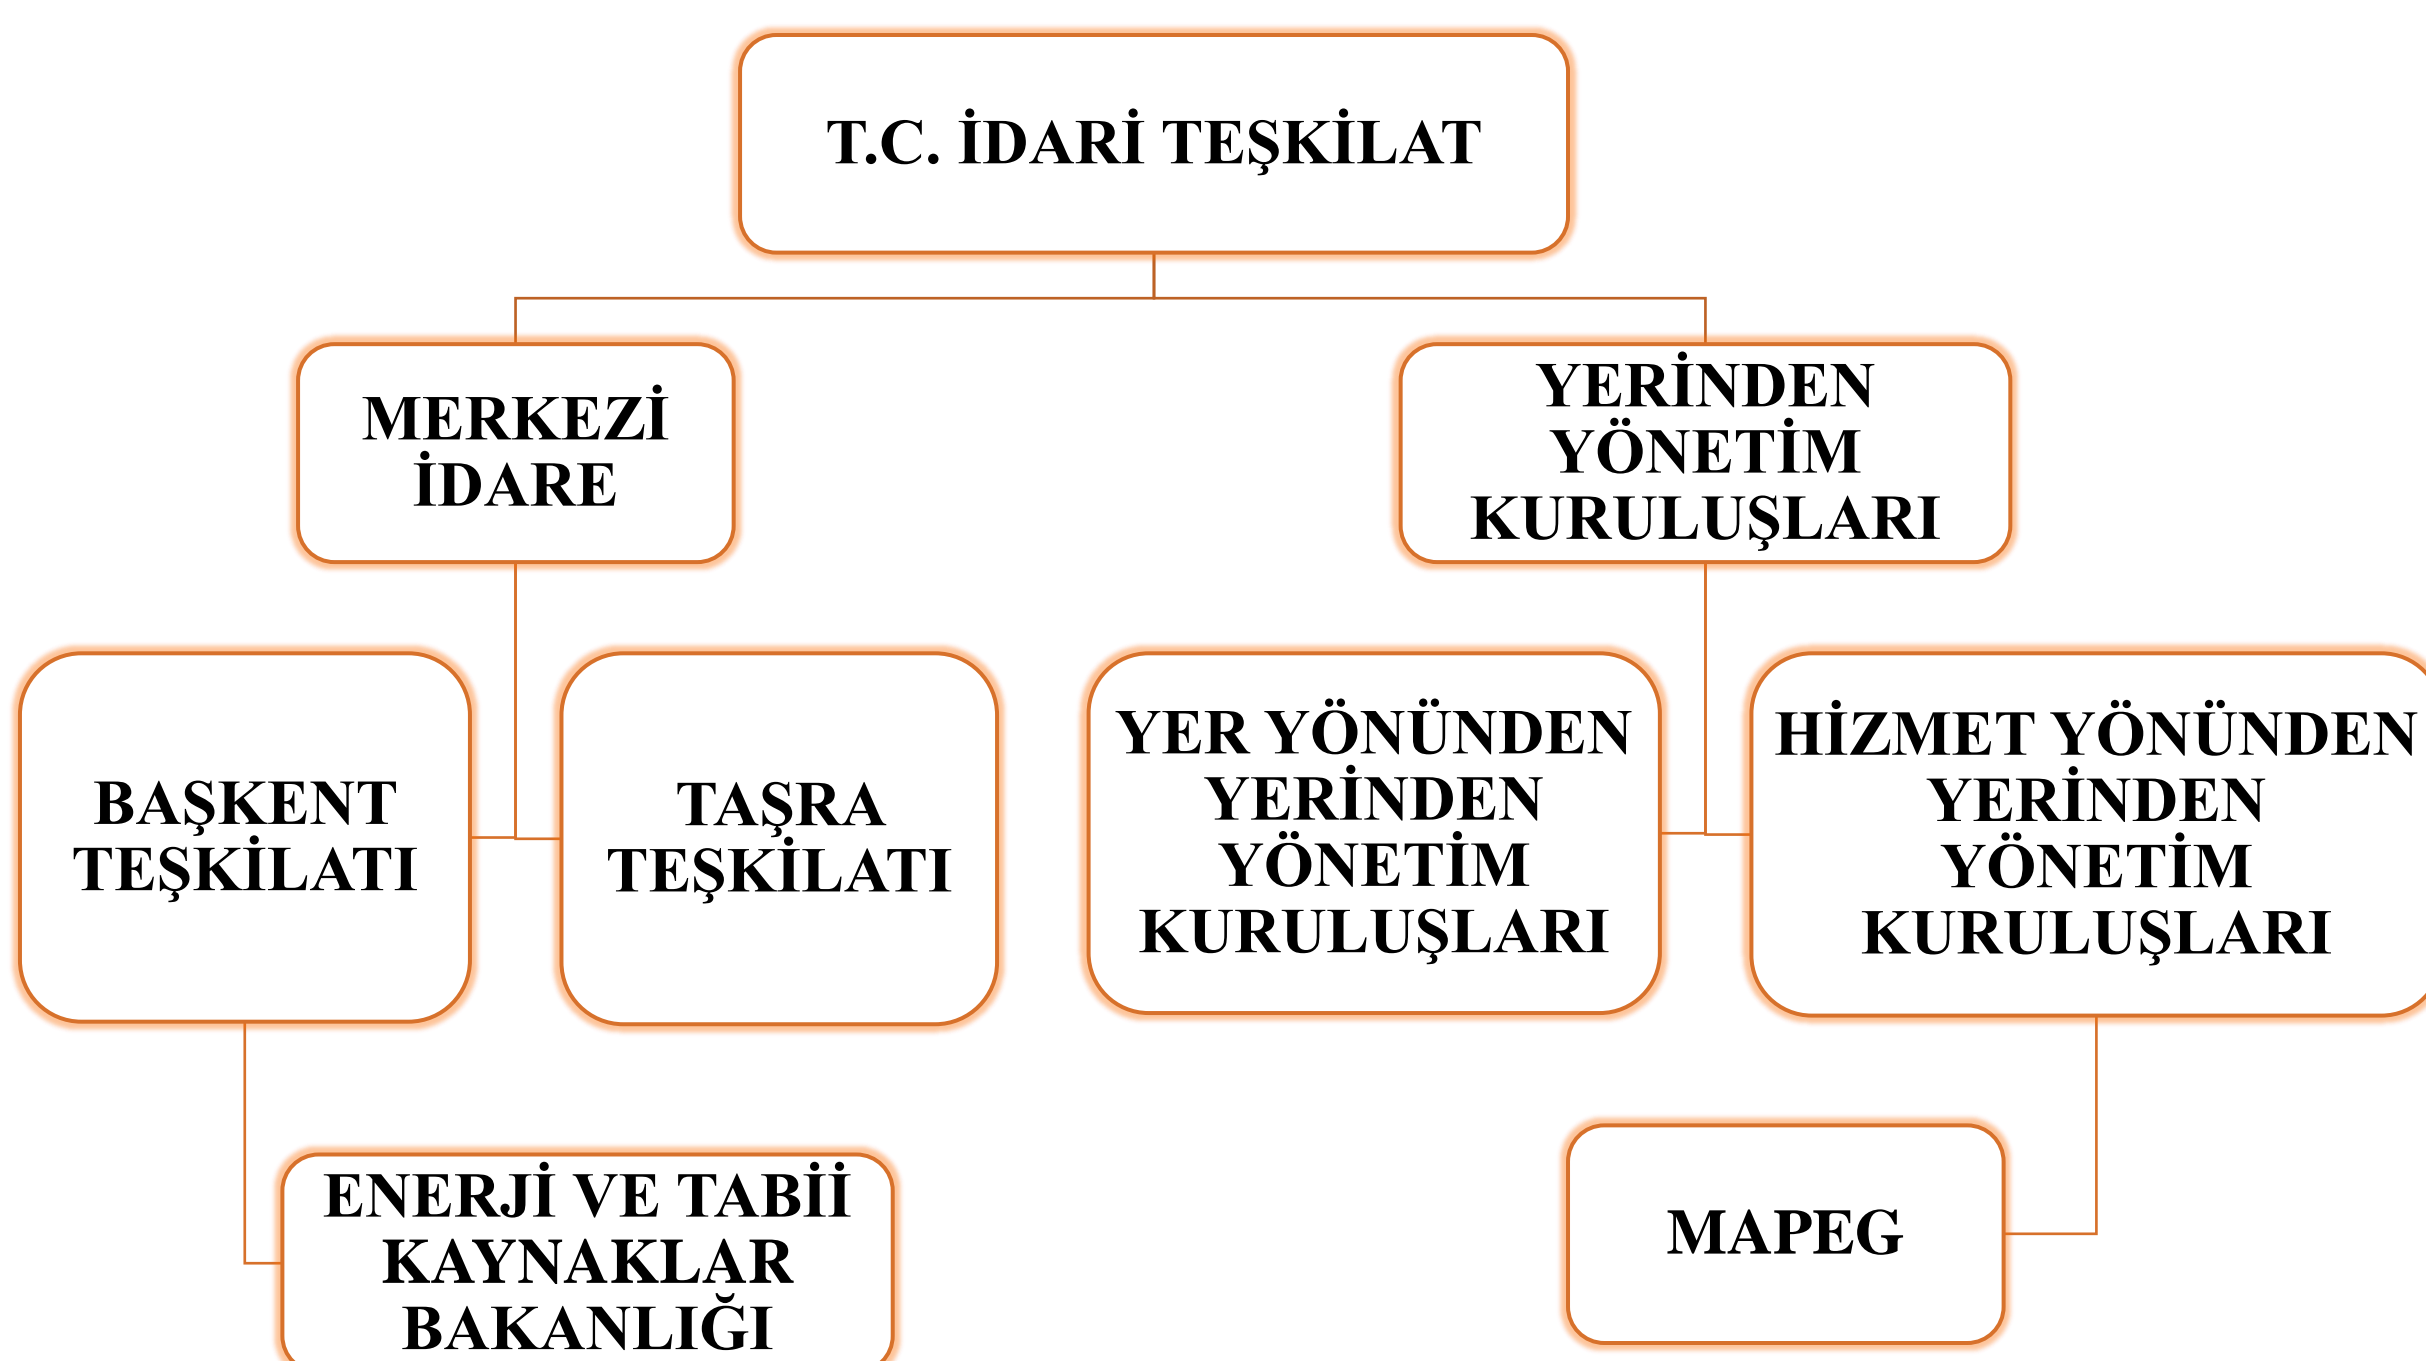 T.C. İDARİ TEŞKİLAT
MERKEZİ
İDARE
YERİNDEN
YÖNETİM
KURULUŞLARI
BAŞKENT
TEŞKİLATI
TAŞRA
TEŞKİLATI
YER YÖNÜNDEN
YERİNDEN
YÖNETİM
KURULUŞLARI
HİZMET YÖNÜNDEN
YERİNDEN
YÖNETİM
KURULUŞLARI
ENERJİ VE TABİİ
KAYNAKLAR
BAKANLIĞI
MAPEG